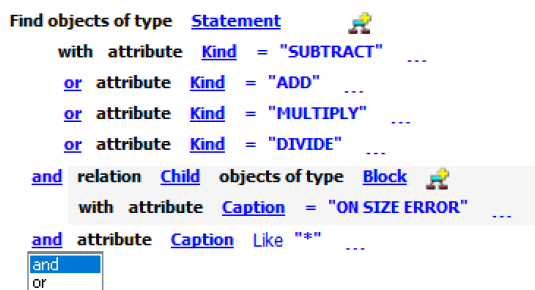 Find objects of type Statement
with attribute Kind = "SUBTRACT" ...
or attribute Kind = "ADD" ...
or attribute Kind = "MULTIPLY" ...
or attribute Kind = "DIVIDE" ...
and relation Child objects of type Block
with attribute Caption = "ON SIZE ERROR" ...
and attribute Caption Like "*" ...
and
or